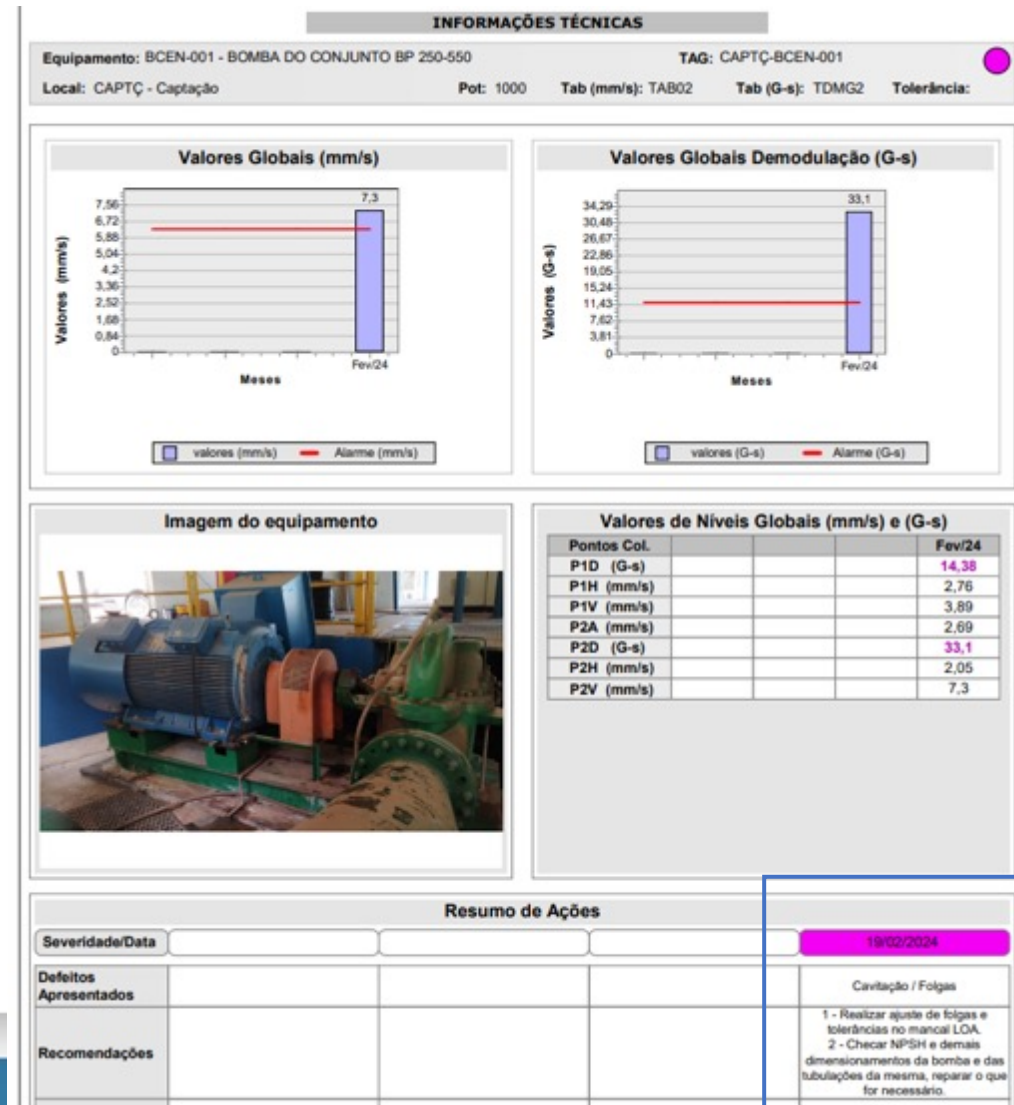 INFORMAÇÕES TÉCNICAS
Equipamento: BCEN-001 - BOMBA DO CONJUNTO BP 250-550 TAG: CAPTÇ-BCEN-001
Local: CAPTÇ - Captação Pot: 1000 Tab (mm/s): TAB02 Tab (G-s): TDMG2 Tolerância:
Valores Globais (mm/s)
7,3
7,56
6,72
5,88
5,04
4,2
3,36
2,52
1,68
0,84
0
Valores (mm/s)
Fev/24
Meses
valores (mm/s) Alarme (mm/s)
Valores Globais Demodulação (G-s)
33,1
34,29
30,48
26,67
22,86
19,05
15,24
11,43
7,62
3,81
0
Valores (G-s)
Fev/24
Meses
valores (G-s) Alarme (G-s)
Imagem do equipamento
Valores de Níveis Globais (mm/s) e (G-s)
Pontos Col. Fev/24
P1D (G-s) 14,38
P1H (mm/s) 2,76
P1V (mm/s) 3,89
P2A (mm/s) 2,69
P2D (G-s) 33,1
P2H (mm/s) 2,05
P2V (mm/s) 7,3
Resumo de Ações
Severidade/Data 19/02/2024
Defeitos
Apresentados
Cavitação / Folgas
Recomendações
1 - Realizar ajuste de folgas e
tolerâncias no mancal LOA.
2 - Checar NPSH e demais
dimensionamentos da bomba e das
tubulações da mesma, reparar o que
for necessário.